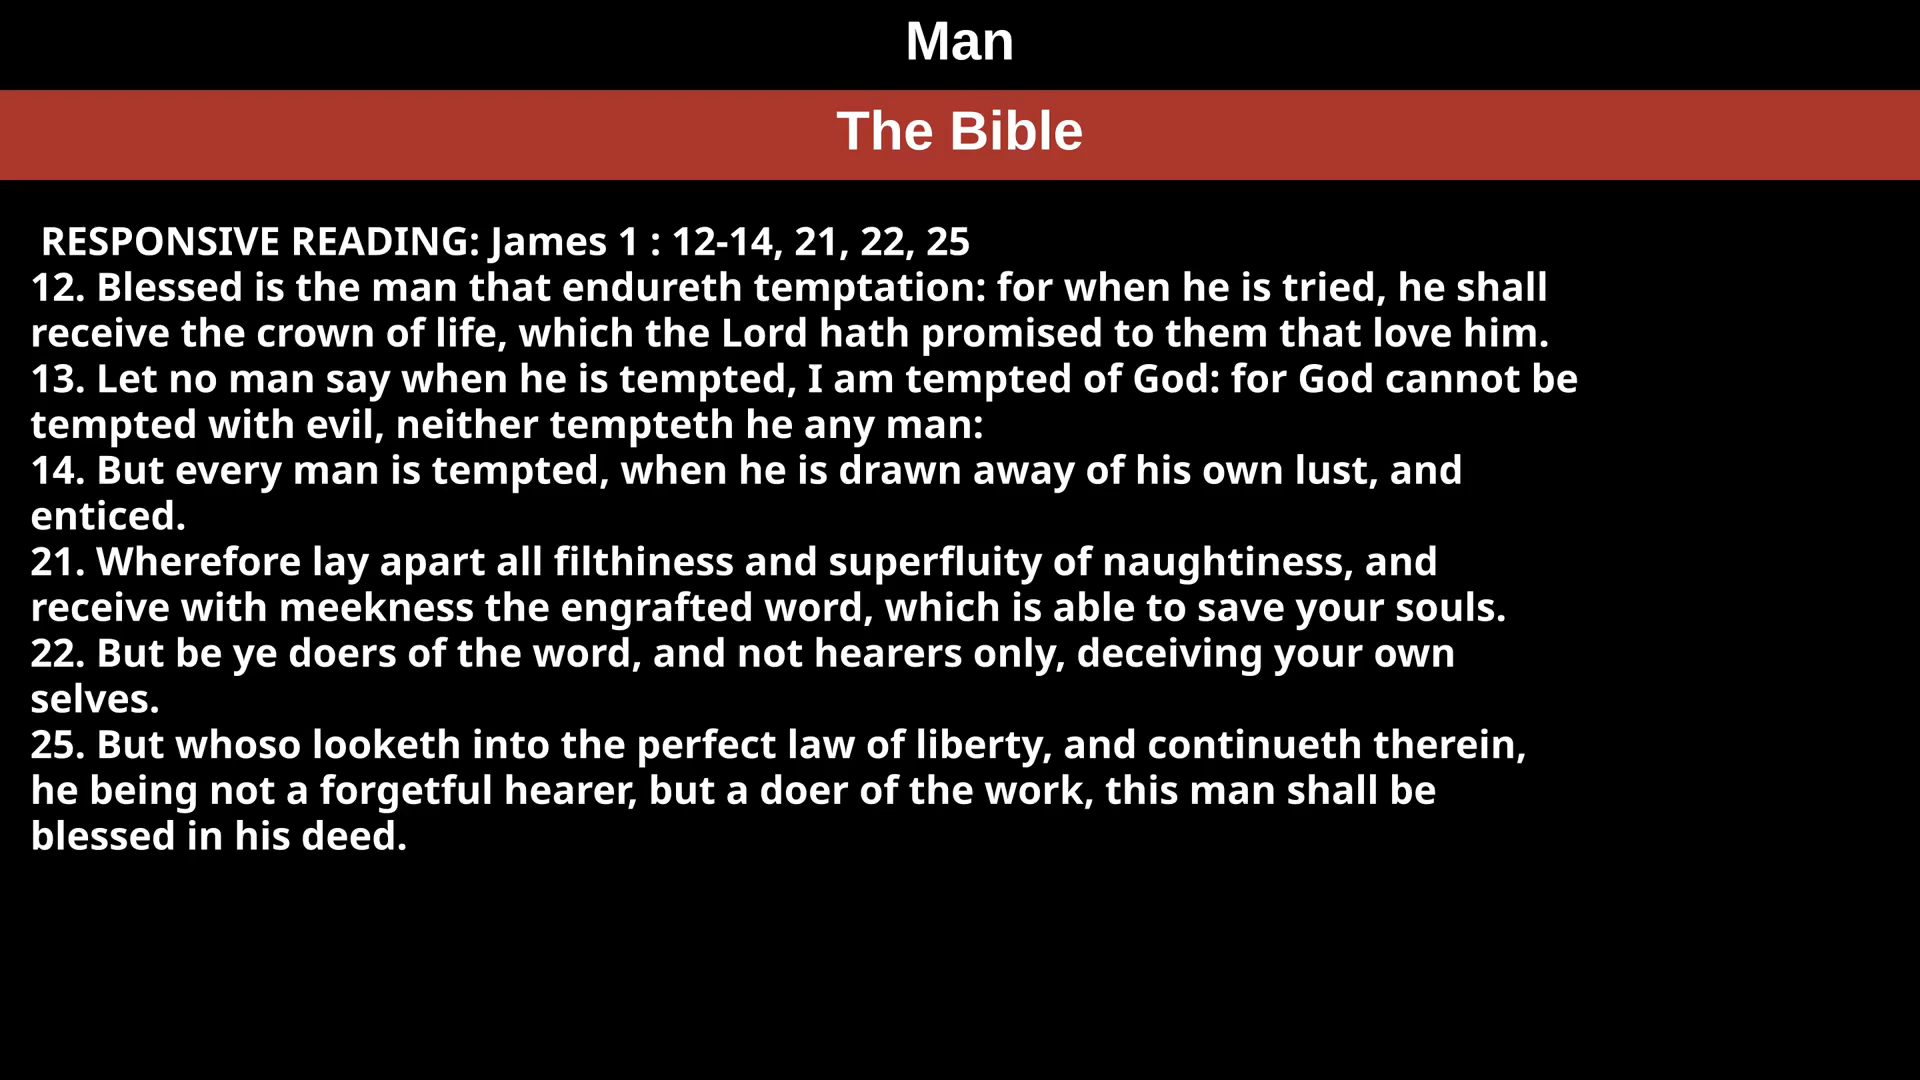 Man
The Bible
RESPONSIVE READING: James 1 : 12-14, 21, 22, 25
12. Blessed is the man that endureth temptation: for when he is tried, he shall
receive the crown of life, which the Lord hath promised to them that love him.
13. Let no man say when he is tempted, I am tempted of God: for God cannot be
tempted with evil, neither tempteth he any man:
14. But every man is tempted, when he is drawn away of his own lust, and
enticed.
21. Wherefore lay apart all filthiness and superfluity of naughtiness, and
receive with meekness the engrafted word, which is able to save your souls.
22. But be ye doers of the word, and not hearers only, deceiving your own
selves.
25. But whoso looketh into the perfect law of liberty, and continueth therein,
he being not a forgetful hearer, but a doer of the work, this man shall be
blessed in his deed.